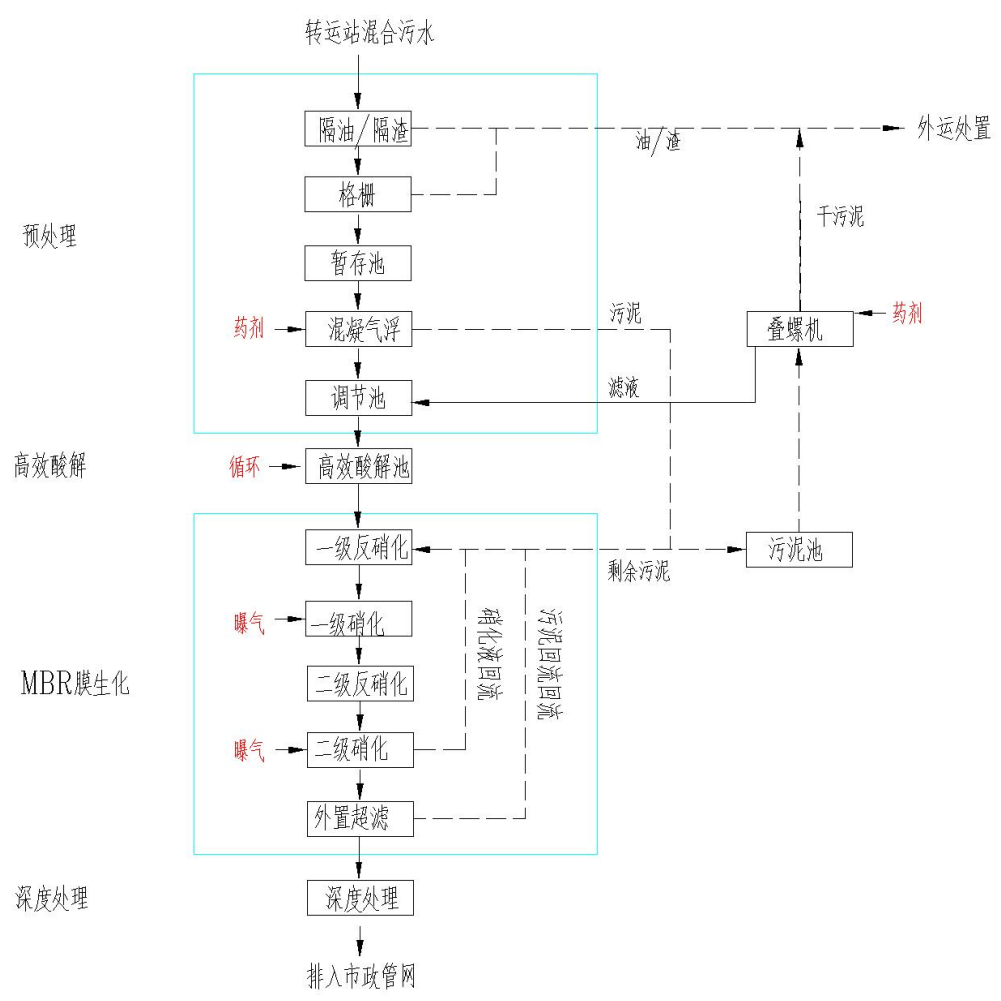 转运站混合污水
隔油/隔渣
油/渣
外运处置
格栅
干污泥
预处理
暂存池
药剂
混凝气浮
污泥
叠螺机
药剂
调节池
滤液
高效酸解
循环
高效酸解池
一级反硝化
剩余污泥
污泥池
曝气
一级硝化
硝化液回流
污泥回流回流
MBR膜生化
二级反硝化
曝气
二级硝化
外置超滤
深度处理
深度处理
排入市政管网